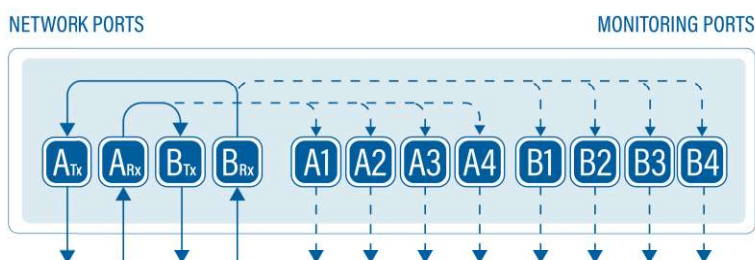 NETWORK PORTS MONITORING PORTS
ATx ARx BTx BRx A1 A2 A3 A4 B1 B2 B3 B4